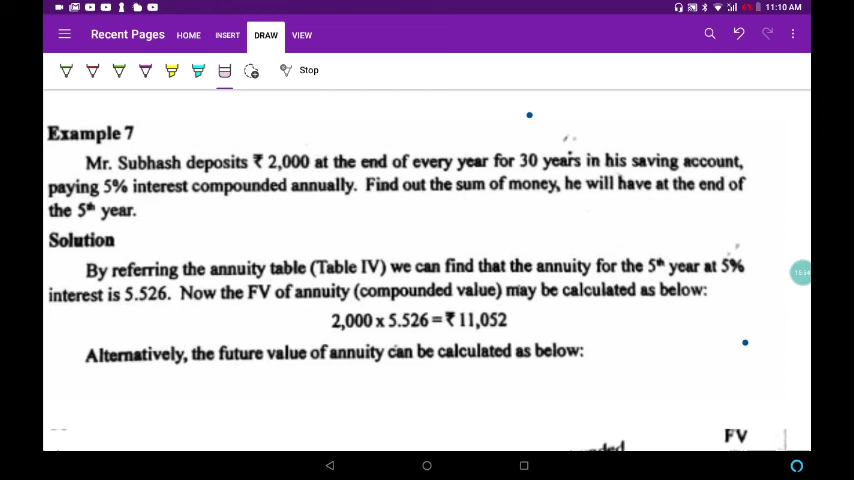 11:10 AM
Recent Pages HOME INSERT DRAW VIEW
Stop
Example 7
Mr. Subhash deposits ₹ 2,000 at the end of every year for 30 years in his saving account,
paying 5% interest compounded annually. Find out the sum of money, he will have at the end of
the 5th year.
Solution
By referring the annuity table (Table IV) we can find that the annuity for the 5th year at 5%
interest is 5.526. Now the FV of annuity (compounded value) may be calculated as below:
2,000 x 5.526 = ₹ 11,052
Alternatively, the future value of annuity can be calculated as below:
FV